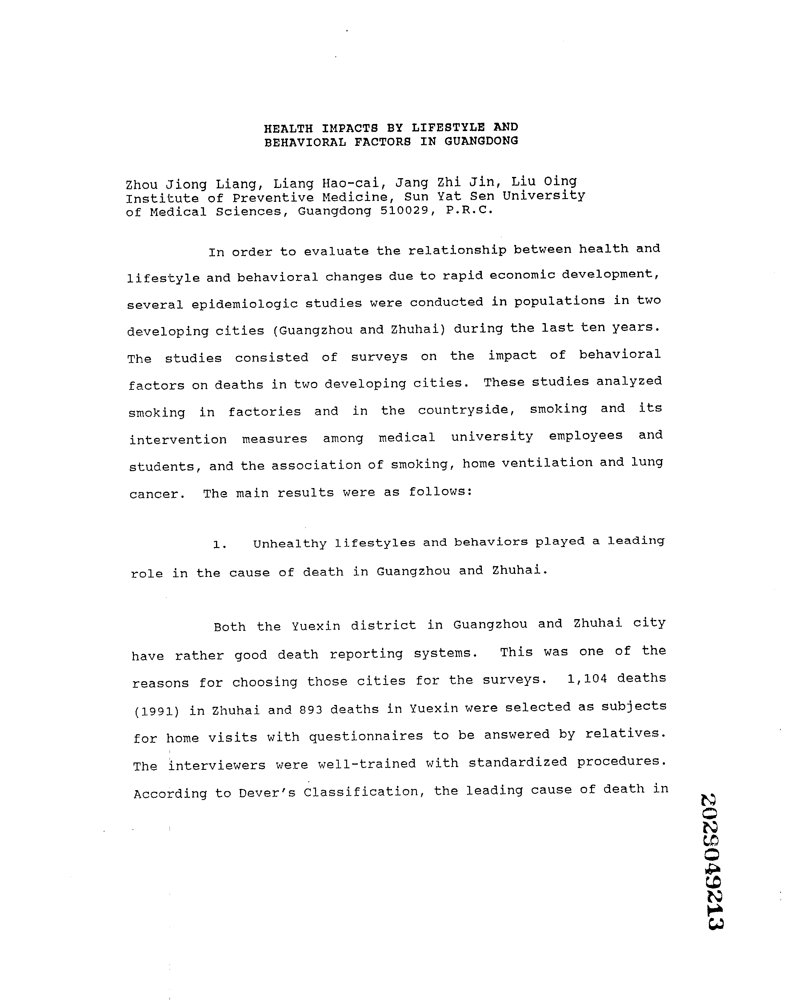 HEALTH IMPACTS BY LIFESTYLE AND
BEHAVIORAL FACTORS IN GUANGDONG
Zhou Jiong Liang, Liang Hao-cai, Jang Zhi Jin, Liu Oing
Institute of Preventive Medicine, Sun Yat Sen University
of Medical Sciences, Guangdong 510029, P.R.C.
In order to evaluate the relationship between health and
lifestyle and behavioral changes due to rapid economic development,
several epidemiologic studies were conducted in populations in two
developing cities (Guangzhou and Zhuhai) during the last ten years.
The studies consisted of surveys on the impact of behavioral
factors on deaths in two developing cities. These studies analyzed
smoking in factories and in the countryside, smoking and its
intervention measures among medical university employees and
students, and the association of smoking, home ventilation and lung
cancer. The main results were as follows:
1. Unhealthy lifestyles and behaviors played a leading
role in the cause of death in Guangzhou and Zhuhai.
Both the Yuexin district in Guangzhou and Zhuhai city
have rather good death reporting systems. This was one of the
reasons for choosing those cities for the surveys. 1,104 deaths
(1991) in Zhuhai and 893 deaths in Yuexin were selected as subjects
for home visits with questionnaires to be answered by relatives.
The interviewers were well-trained with standardized procedures.
According to Dever's Classification, the leading cause of death in
2029049213